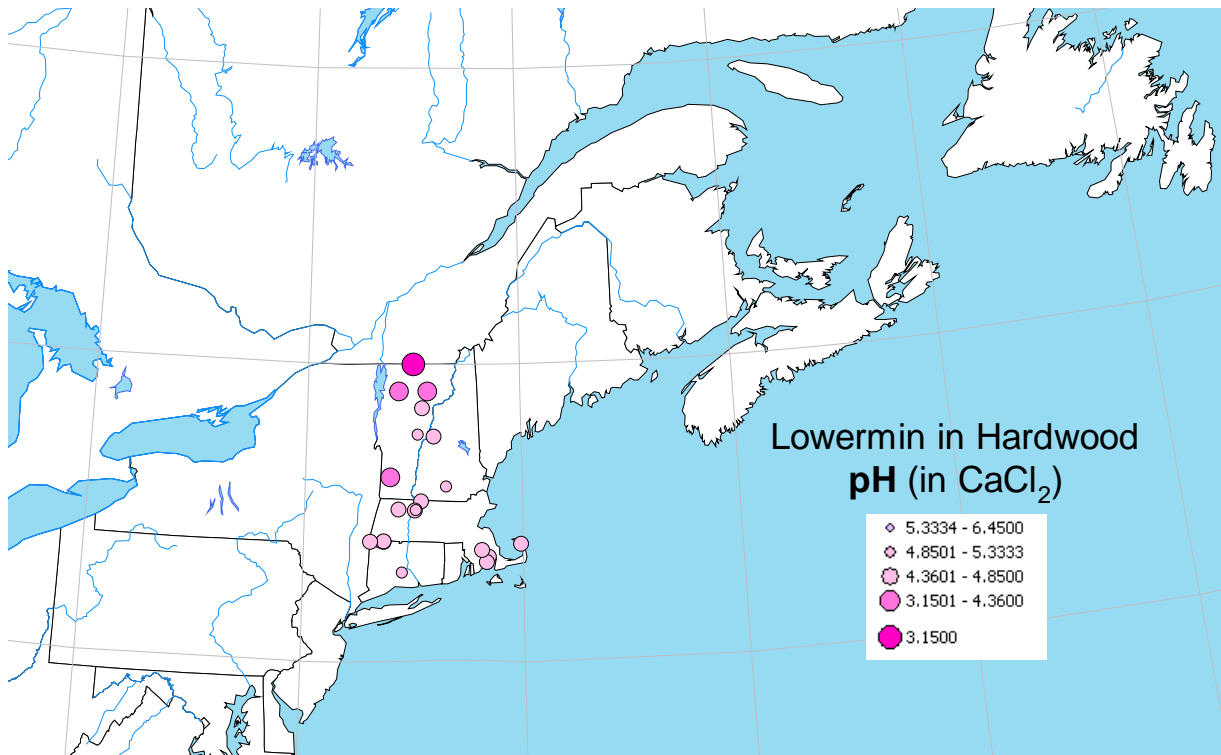 Lowermin in Hardwood
pH (in CaCl₂)
5.3334 - 6.4500
4.8501 - 5.3333
4.3601 - 4.8500
3.1501 - 4.3600
3.1500